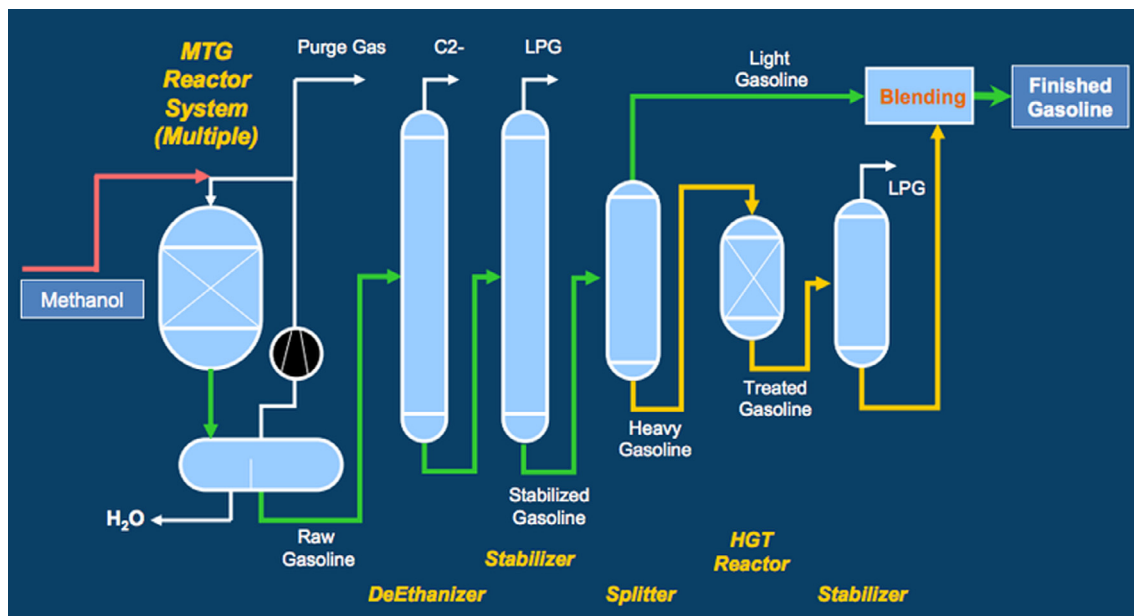 MTG
Reactor
System
(Multiple)
Purge Gas
C2-
LPG
Light
Gasoline
Blending
Finished
Gasoline
LPG
Methanol
Treated
Gasoline
Heavy
Gasoline
Stabilized
Gasoline
H₂O
Raw
Gasoline
DeEthanizer
Stabilizer
Splitter
HGT
Reactor
Stabilizer